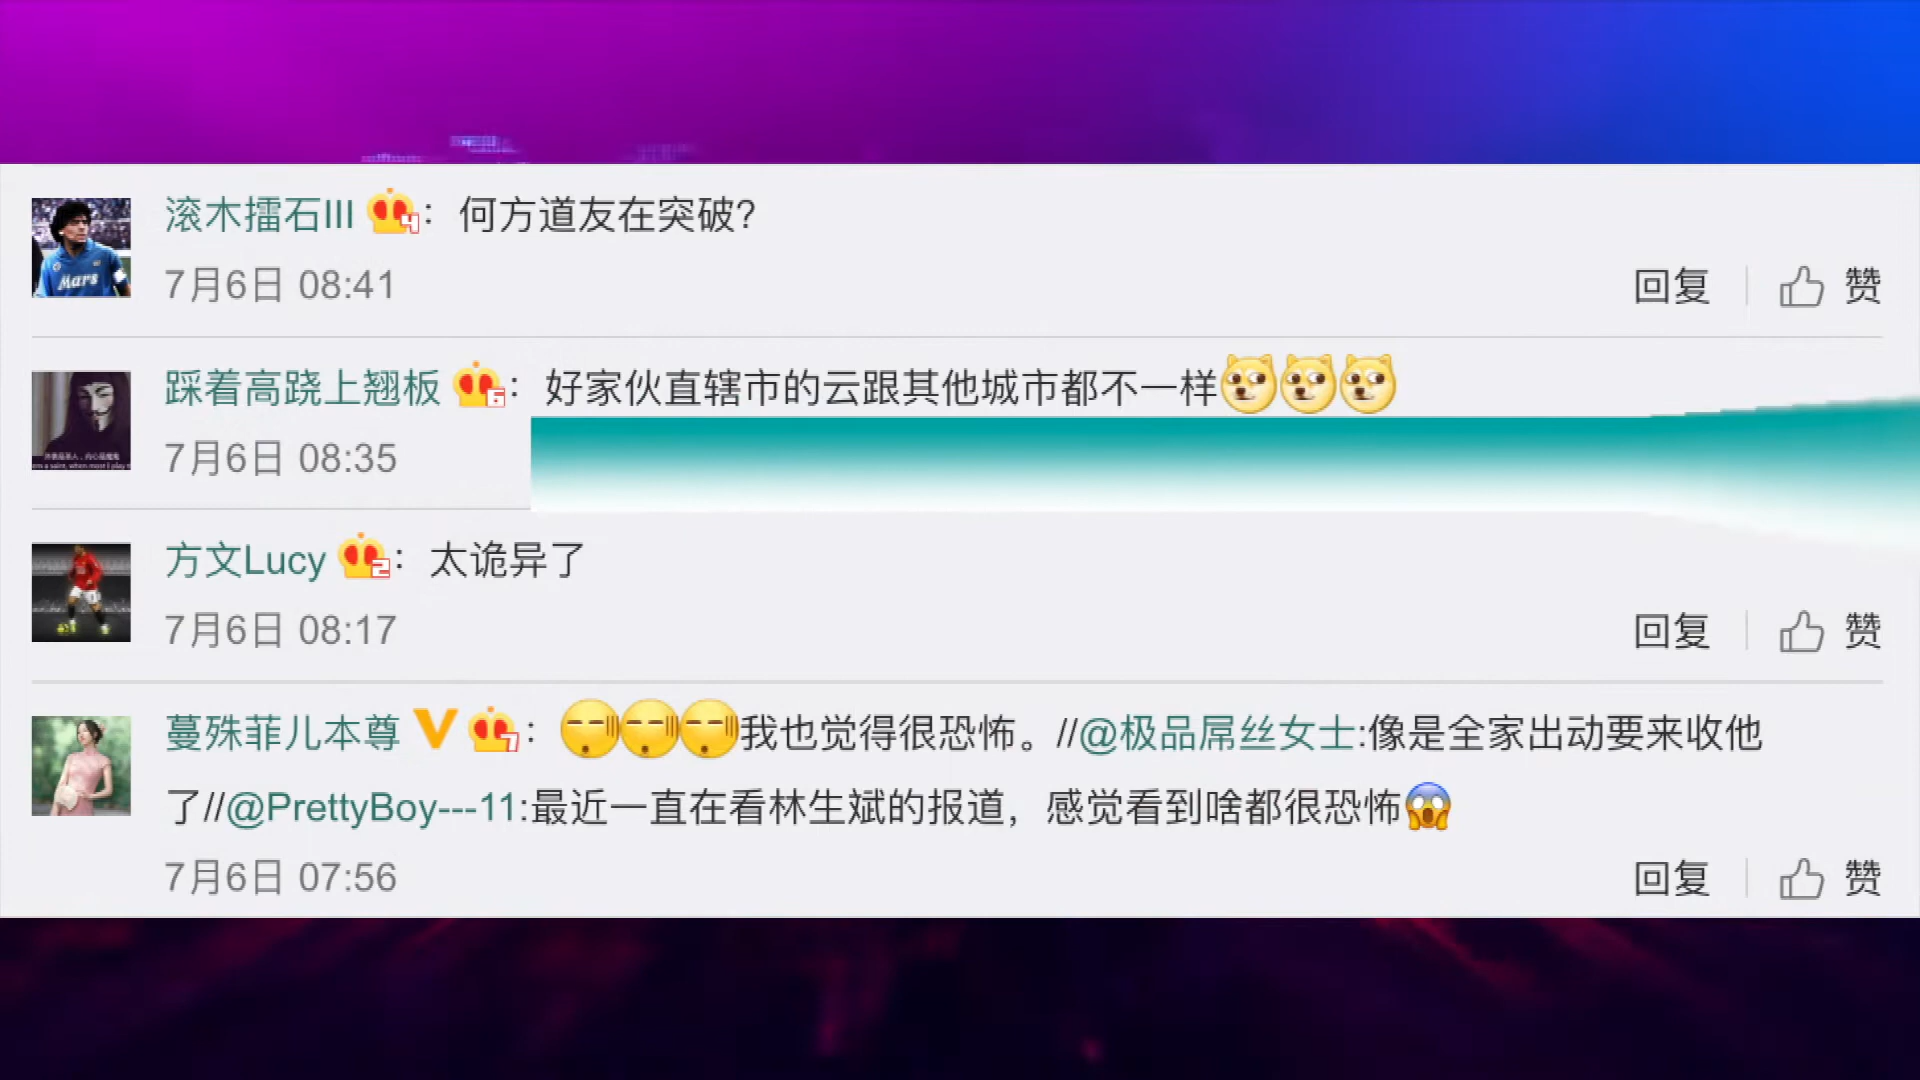 滚木擂石III 4：何方道友在突破？
7月6日 08:41
回复 赞
踩着高跷上翘板 6：好家伙直辖市的云跟其他城市都不一样
7月6日 08:35
方文Lucy 2：太诡异了
7月6日 08:17
回复 赞
蔓殊菲儿本尊 V 7：我也觉得很恐怖。//@极品屌丝女士:像是全家出动要来收他
了//@PrettyBoy---11:最近一直在看林生斌的报道，感觉看到啥都很恐怖
7月6日 07:56
回复 赞
Mars